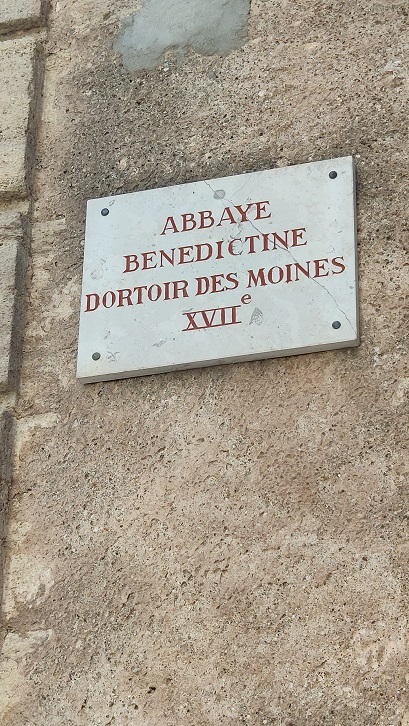 ABBAYE
BENEDICTINE
DORTOIR DES MOINES
XVIIe